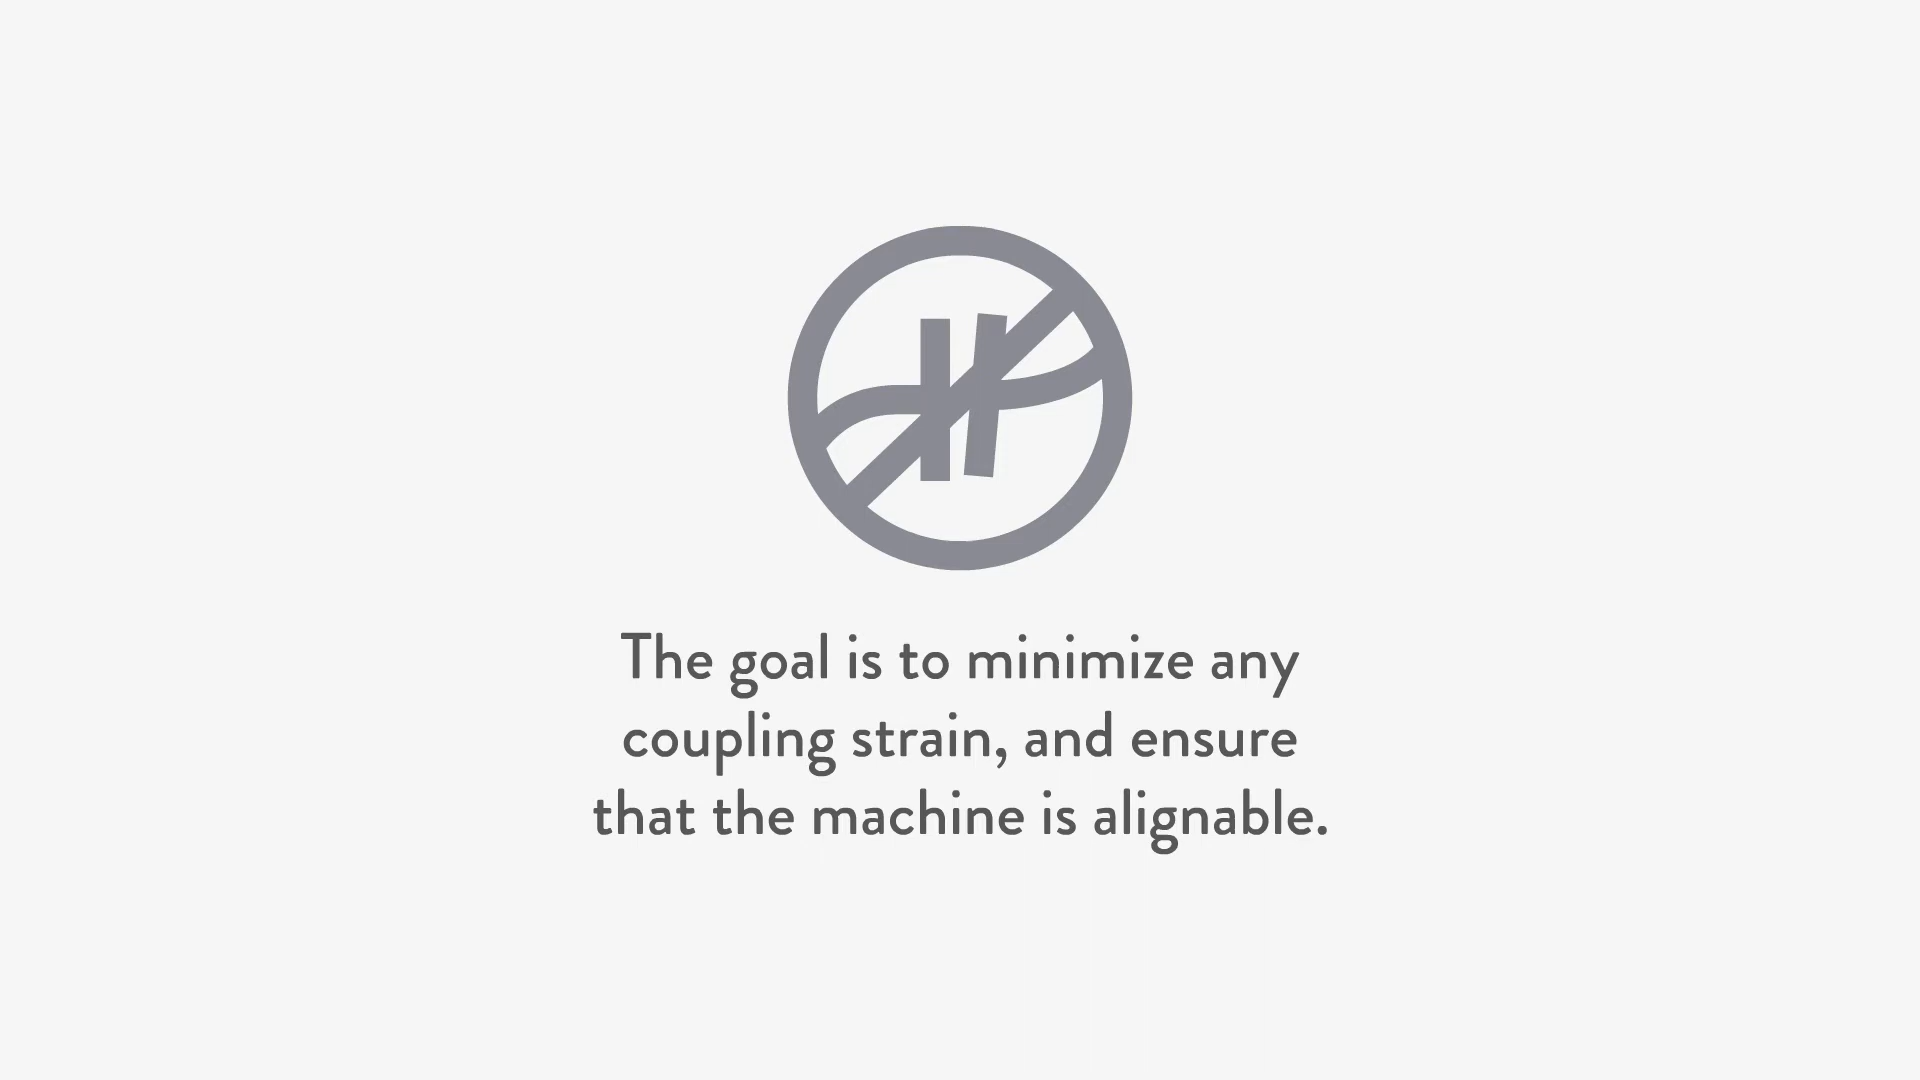 The goal is to minimize any
coupling strain, and ensure
that the machine is alignable.